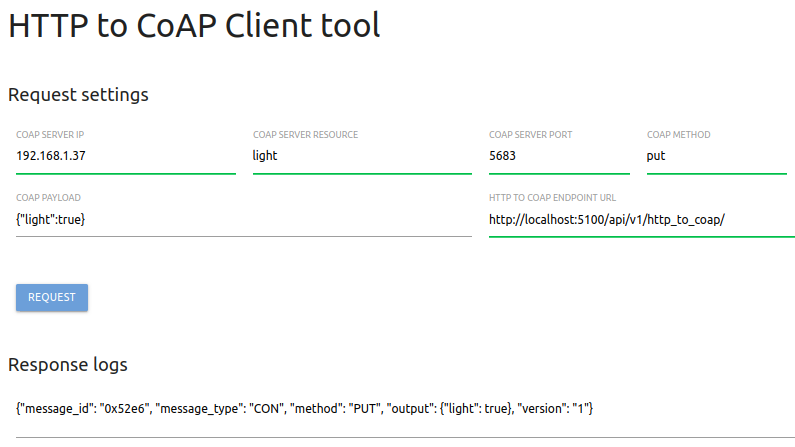 HTTP to CoAP Client tool
Request settings
COAP SERVER IP COAP SERVER RESOURCE COAP SERVER PORT COAP METHOD
192.168.1.37 light 5683 put
COAP PAYLOAD HTTP TO COAP ENDPOINT URL
{"light":true} http://localhost:5100/api/v1/http_to_coap/
REQUEST
Response logs
{"message_id": "0x52e6", "message_type": "CON", "method": "PUT", "output": {"light": true}, "version": "1"}